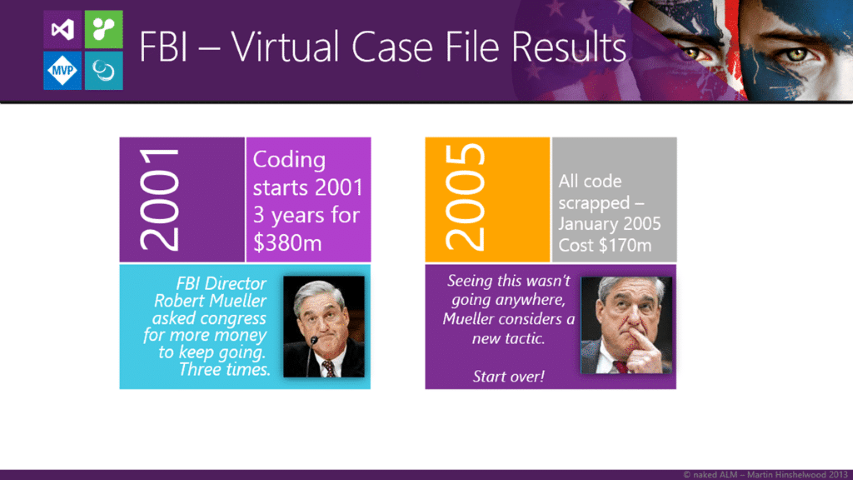 MVP
FBI – Virtual Case File Results
2001
Coding
starts 2001
3 years for
$380m
FBI Director
Robert Mueller
asked congress
for more money
to keep going.
Three times.
2005
All code
scrapped –
January 2005
Cost $170m
Seeing this wasn't
going anywhere,
Mueller considers a
new tactic.
Start over!
© naked ALM – Martin Hinshelwood 2013